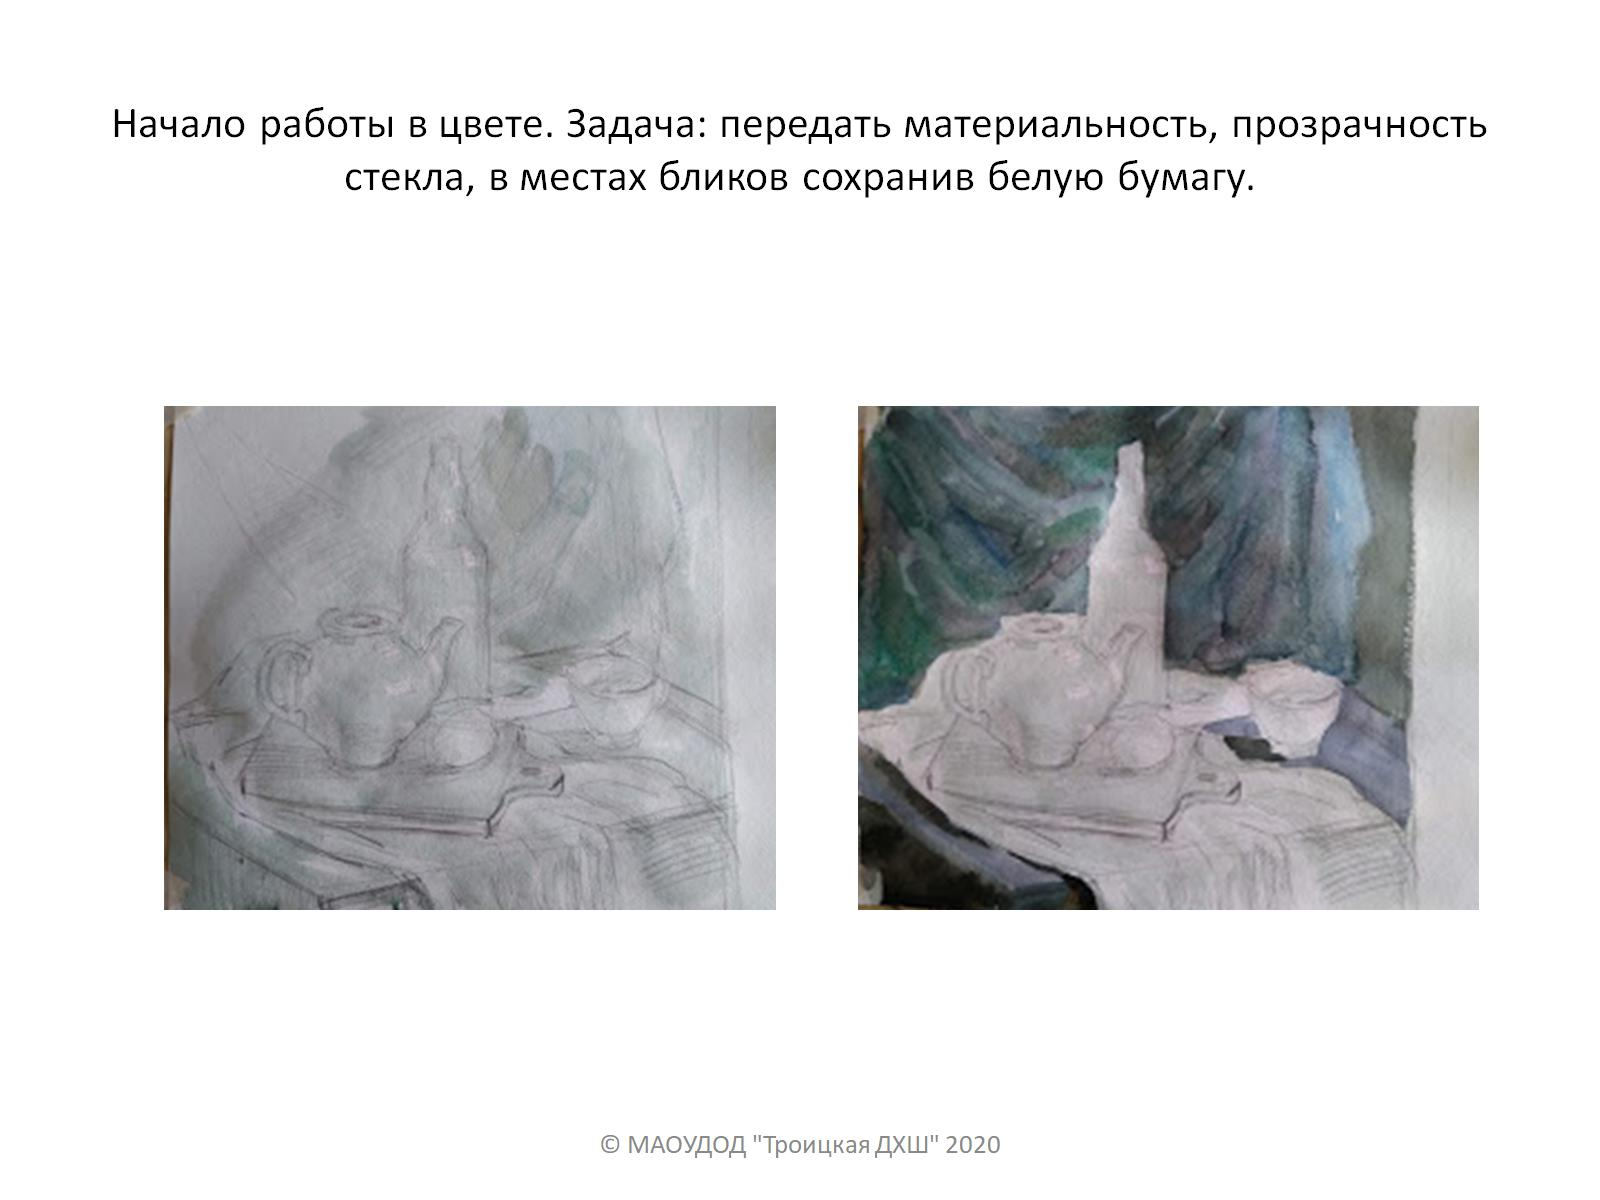 Начало работы в цвете. Задача: передать материальность, прозрачность
стекла, в местах бликов сохранив белую бумагу.
© МАОУДОД "Троицкая ДХШ" 2020